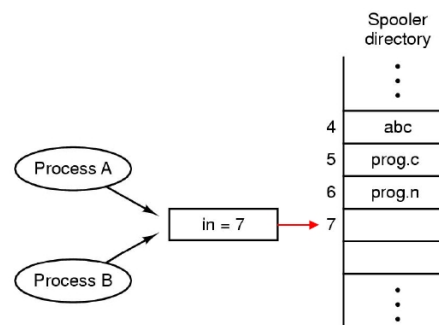 Spooler
directory
4 abc
5 prog.c
6 prog.n
7
Process A
in = 7
Process B